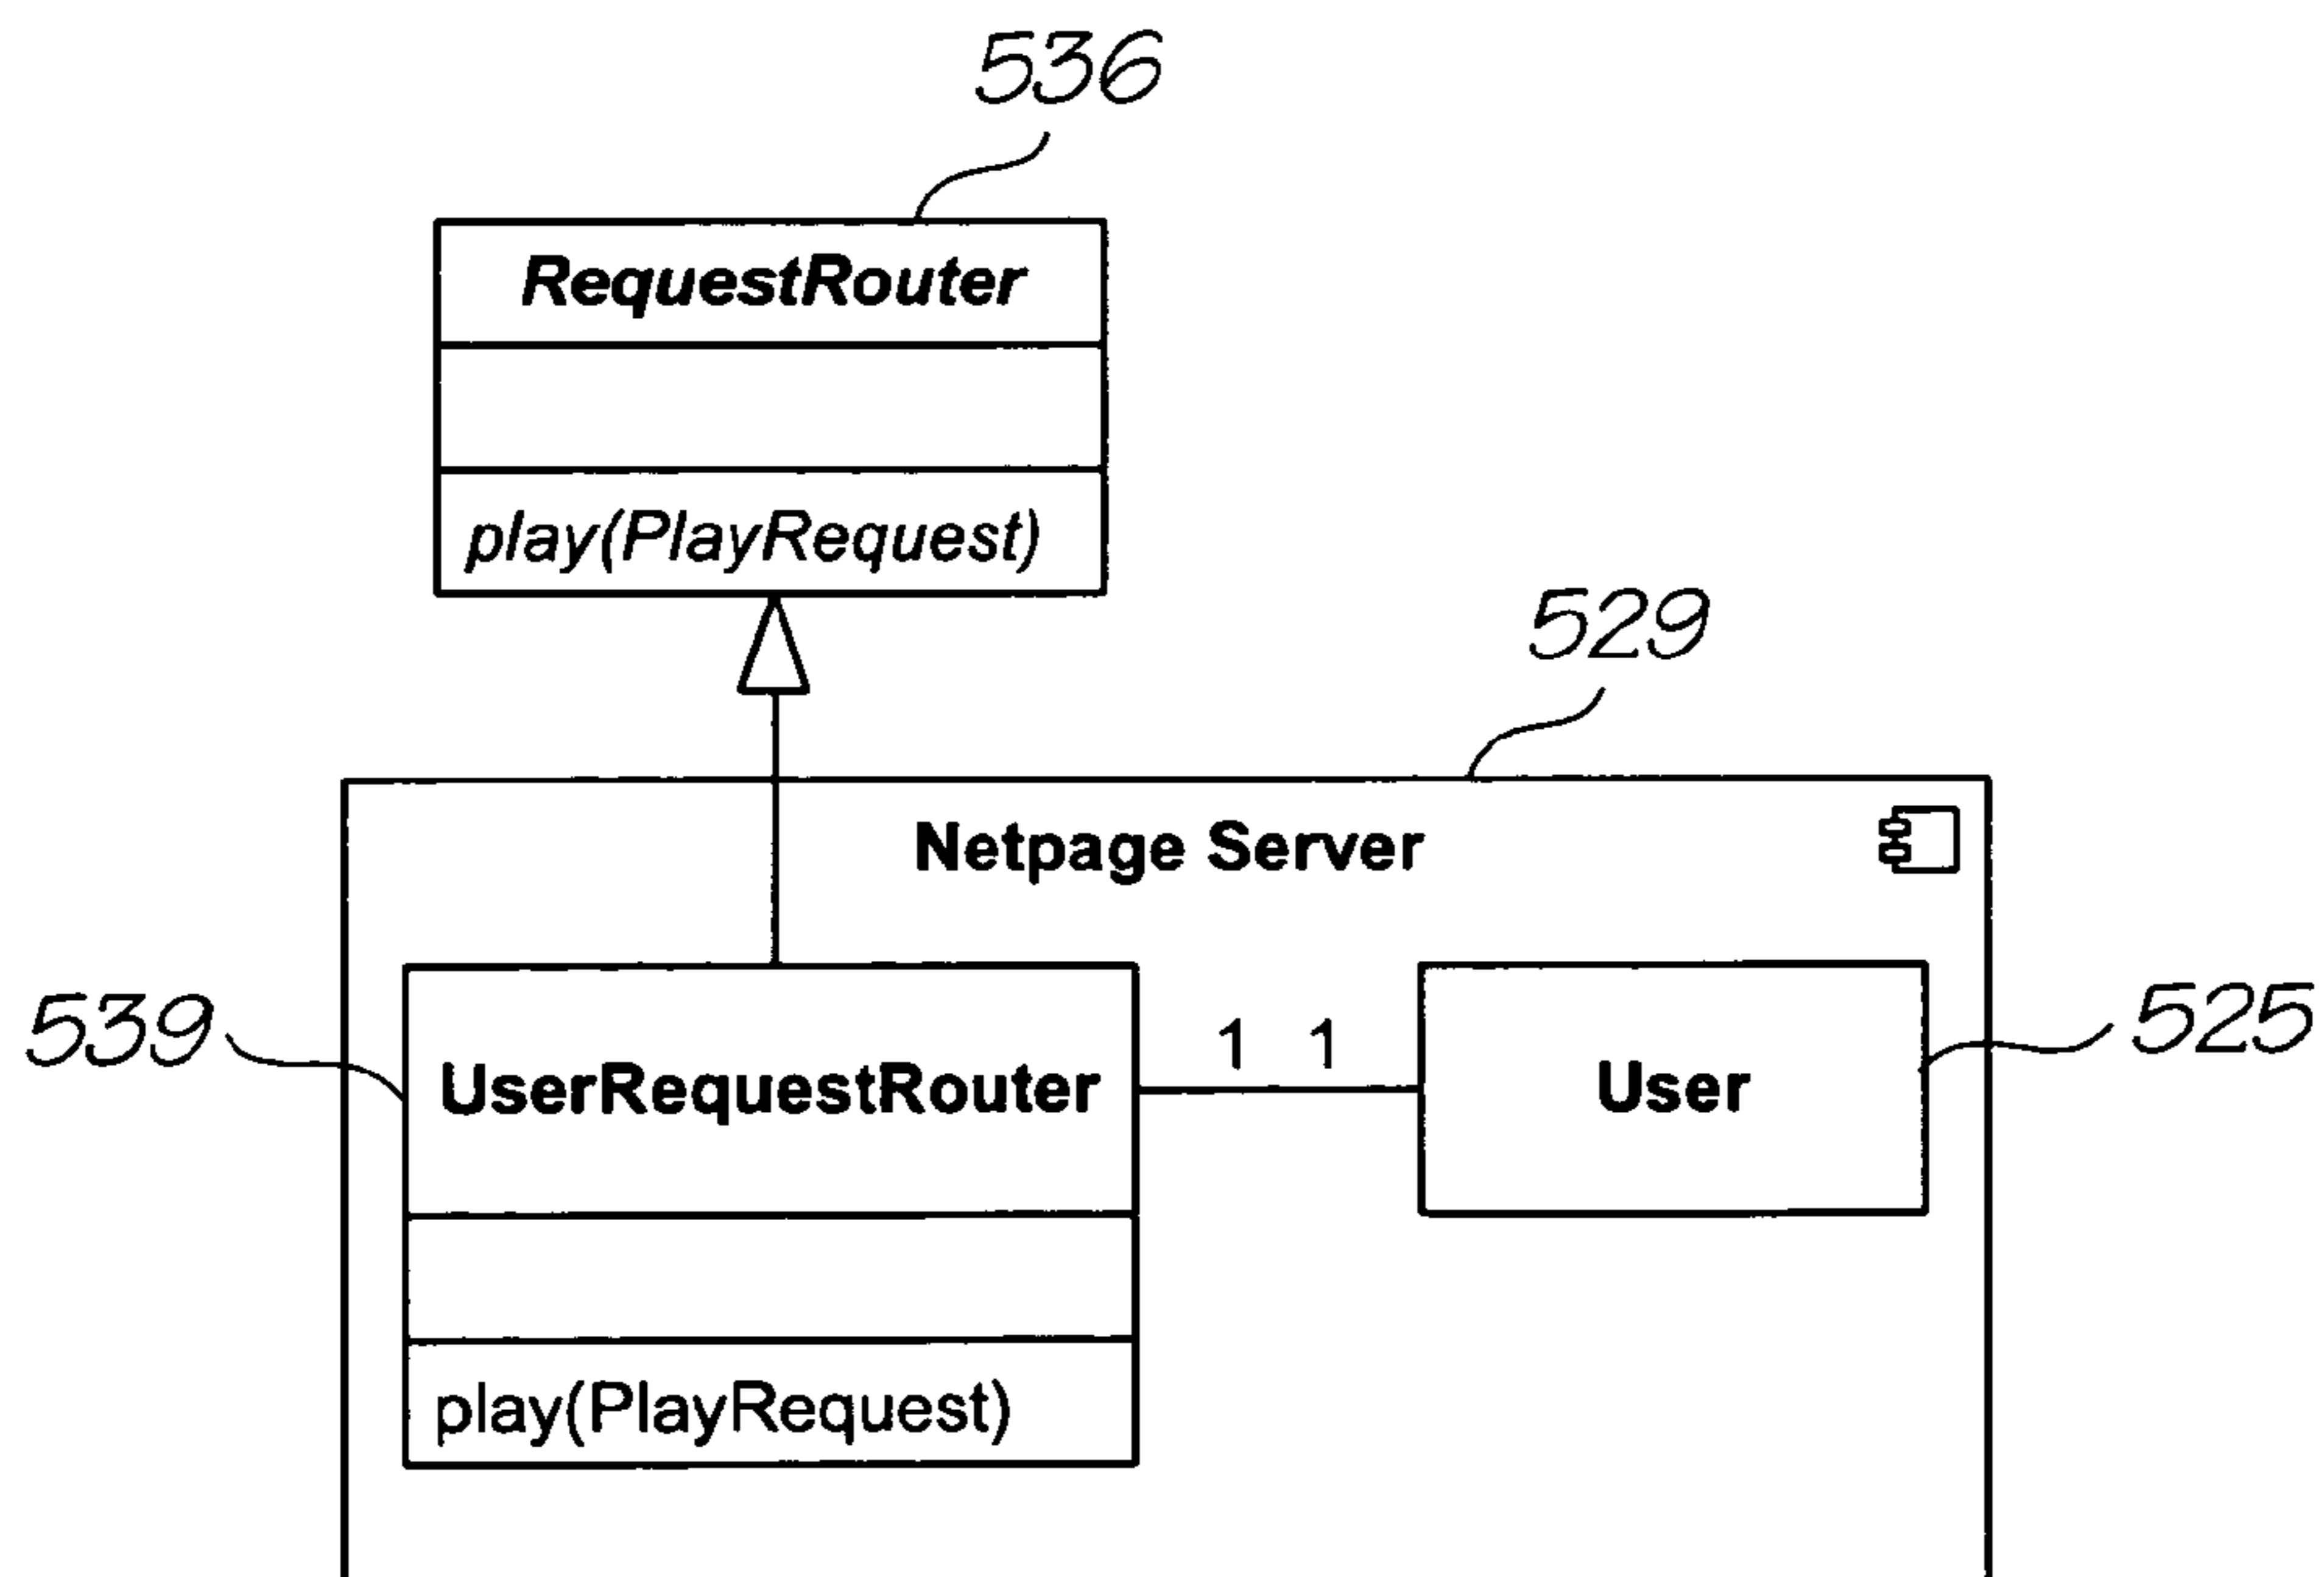 536
RequestRouter
play(PlayRequest)
529
Netpage Server
539
UserRequestRouter
1 1
User
525
play(PlayRequest)